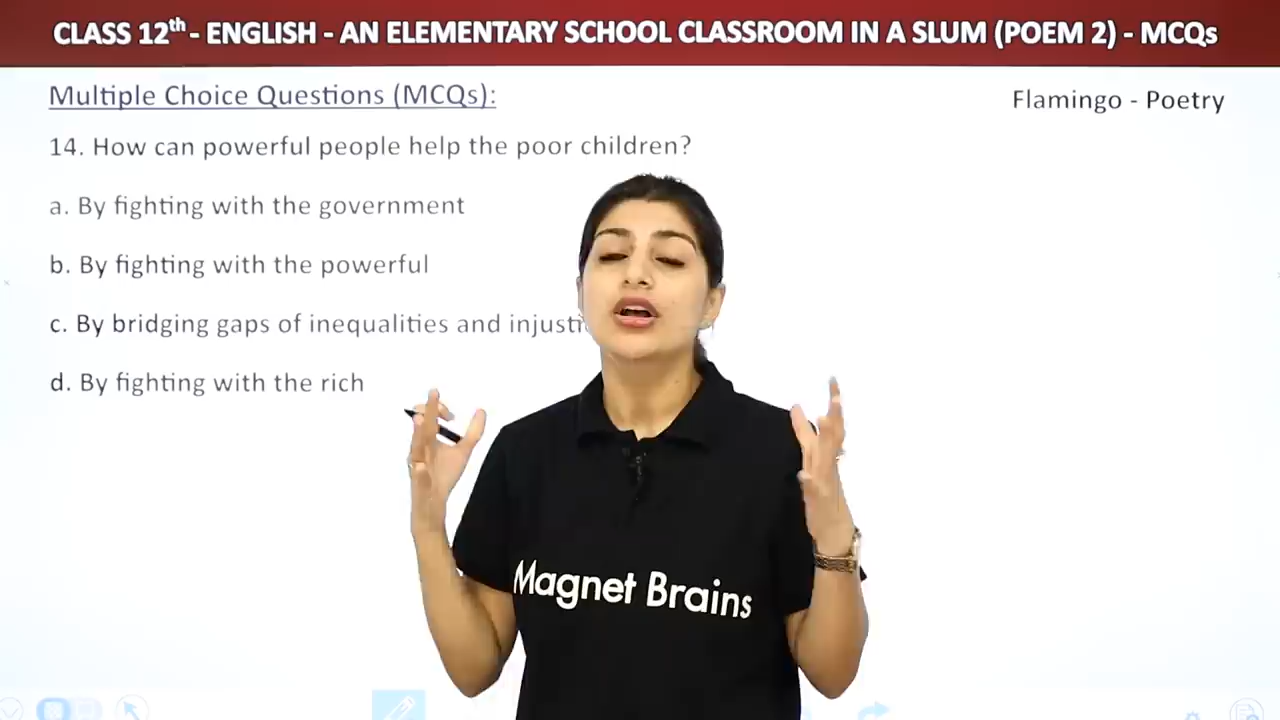 CLASS 12th - ENGLISH - AN ELEMENTARY SCHOOL CLASSROOM IN A SLUM (POEM 2) - MCQs
Multiple Choice Questions (MCQs):
Flamingo - Poetry
14. How can powerful people help the poor children?
a. By fighting with the government
b. By fighting with the powerful
c. By bridging gaps of inequalities and
d. By fighting with the rich
Magnet Brains